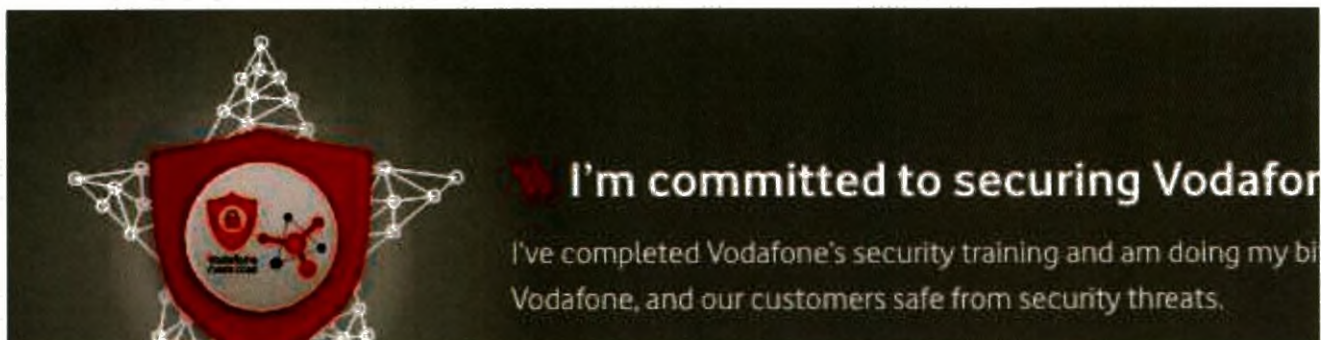 I'm committed to securing Vodafon
I've completed Vodafone's security training and am doing my bi
Vodafone, and our customers safe from security threats.